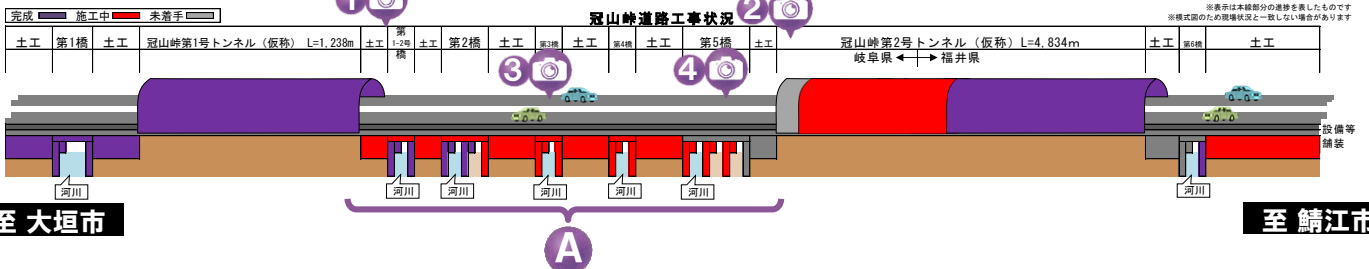 完成 施工中 未着手
1
冠山峠道路工事状況
2
※表示は本線部分の進捗を表したものです
※模式図のため現場状況と一致しない場合があります
土工 第1橋 土工 冠山峠第1号トンネル（仮称） L=1,238m 土工 第1-2号橋 土工 第2橋 土工 第3橋 土工 第4橋 土工 第5橋 土工 冠山峠第2号トンネル（仮称） L=4,834m 土工 第6橋 土工
岐阜県 ←→ 福井県
3
4
設備等
舗装
河川 河川 河川 河川 河川 河川 河川
至 大垣市
至 鯖江市
A